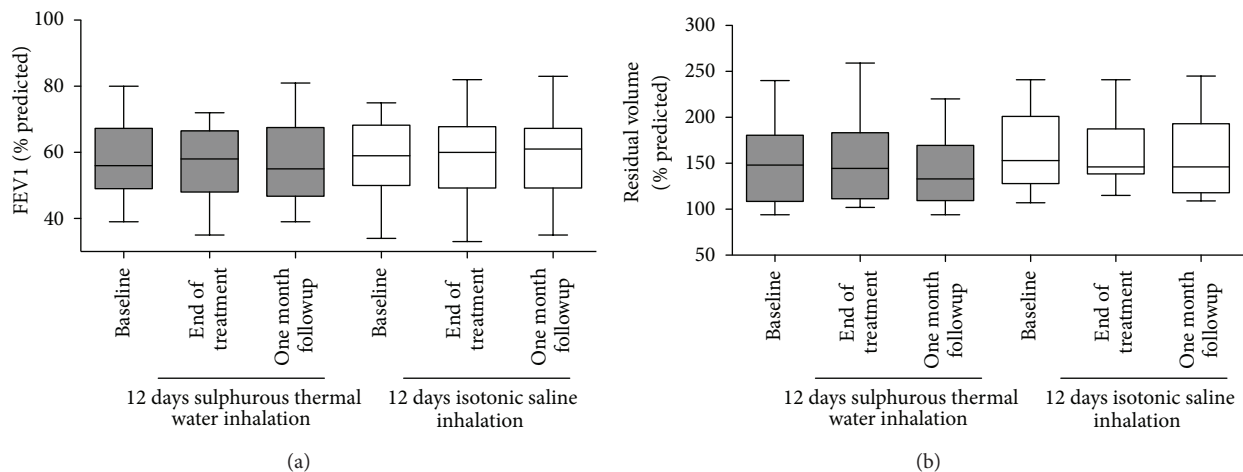 FEV1 (% predicted)
100
80
60
40
Baseline
End of
treatment
One month
followup
Baseline
End of
treatment
One month
followup
12 days sulphurous thermal
water inhalation
12 days isotonic saline
inhalation
(a)
Residual volume
(% predicted)
300
250
200
150
100
50
Baseline
End of
treatment
One month
followup
Baseline
End of
treatment
One month
followup
12 days sulphurous thermal
water inhalation
12 days isotonic saline
inhalation
(b)